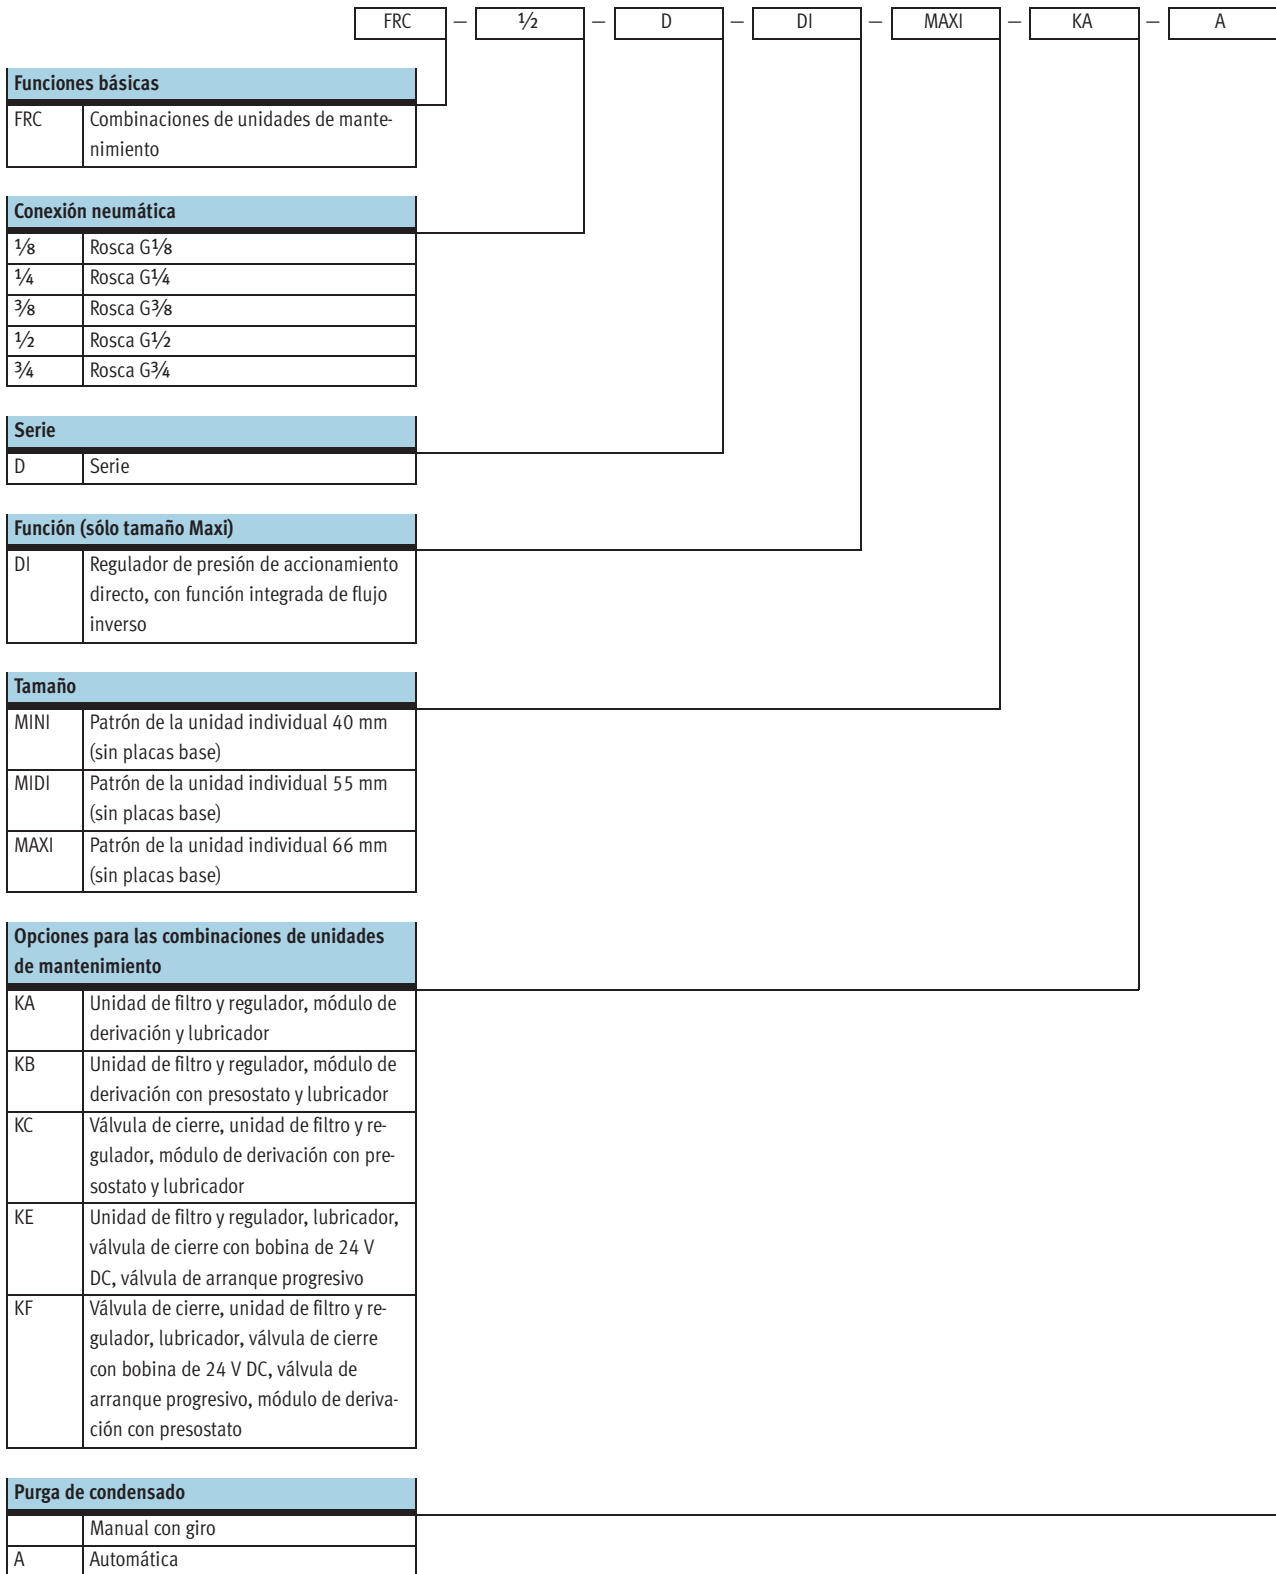 FRC — ½ — D — DI — MAXI — KA — A
Funciones básicas
FRC Combinaciones de unidades de mante-
nimiento
Conexión neumática
⅛ Rosca G⅛
¼ Rosca G¼
⅜ Rosca G⅜
½ Rosca G½
¾ Rosca G¾
Serie
D Serie
Función (sólo tamaño Maxi)
DI Regulador de presión de accionamiento
directo, con función integrada de flujo
inverso
Tamaño
MINI Patrón de la unidad individual 40 mm
(sin placas base)
MIDI Patrón de la unidad individual 55 mm
(sin placas base)
MAXI Patrón de la unidad individual 66 mm
(sin placas base)
Opciones para las combinaciones de unidades
de mantenimiento
KA Unidad de filtro y regulador, módulo de
derivación y lubricador
KB Unidad de filtro y regulador, módulo de
derivación con presostato y lubricador
KC Válvula de cierre, unidad de filtro y re-
gulador, módulo de derivación con pre-
sostato y lubricador
KE Unidad de filtro y regulador, lubricador,
válvula de cierre con bobina de 24 V
DC, válvula de arranque progresivo
KF Válvula de cierre, unidad de filtro y re-
gulador, lubricador, válvula de cierre
con bobina de 24 V DC, válvula de
arranque progresivo, módulo de deriva-
ción con presostato
Purga de condensado
Manual con giro
A Automática